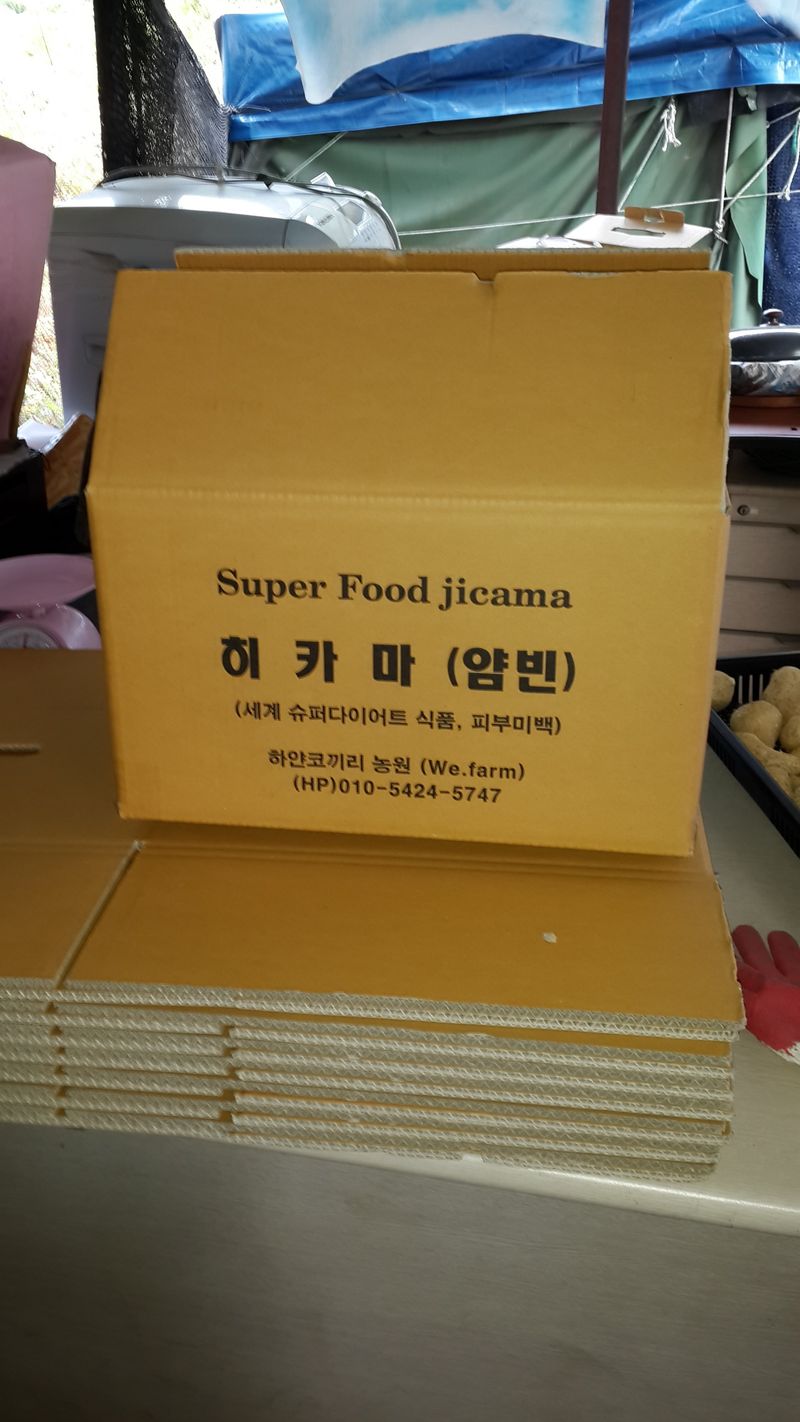 Super Food jicama
히 카 마 (얌빈)
(세계 슈퍼다이어트 식품, 피부미백)
하얀코끼리 농원 (We.farm)
(HP)010-5424-5747